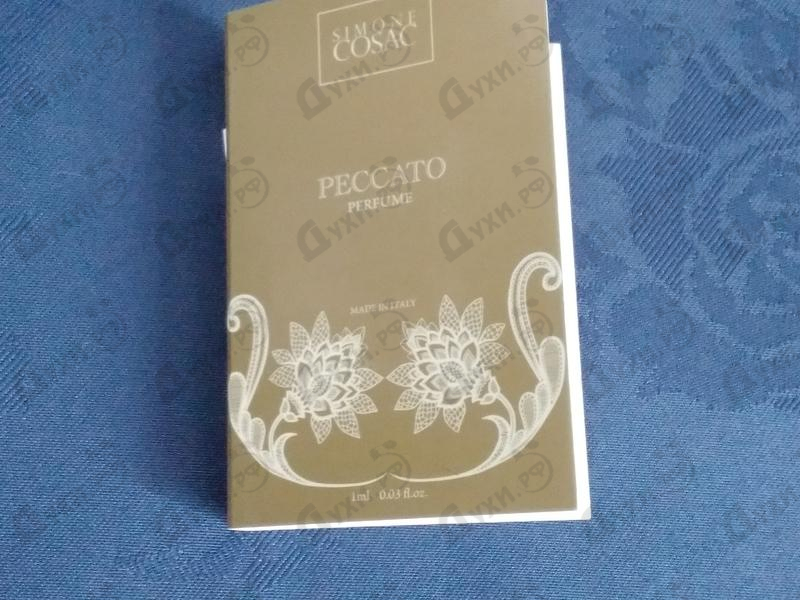 SIMONE
COSAC
PECCATO
PERFUME
MADE IN ITALY
1ml - 0.03 fl.oz.
Духи.РФ